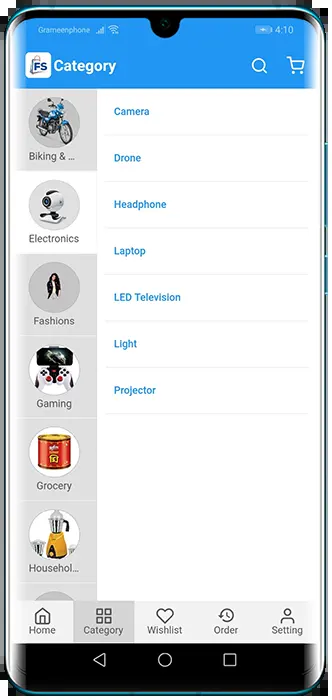 Grameenphone
4:10
FS
Category
Biking & ...
Electronics
Fashions
Gaming
Grocery
Househol...
Camera
Drone
Headphone
Laptop
LED Television
Light
Projector
Home
Category
Wishlist
Order
Setting